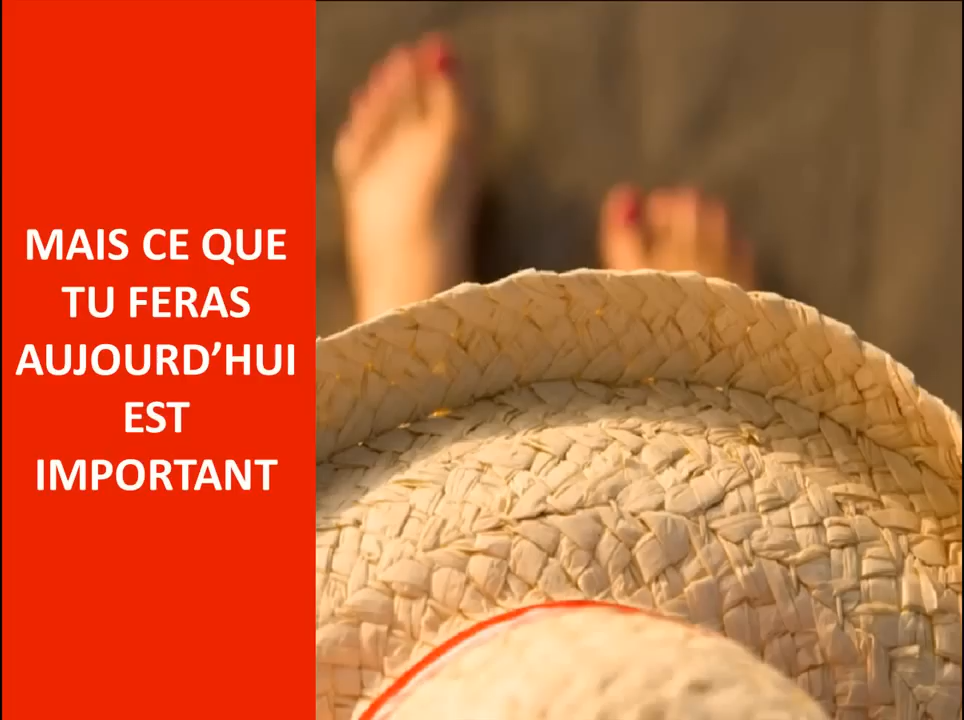 MAIS CE QUE
TU FERAS
AUJOURD’HUI
EST
IMPORTANT